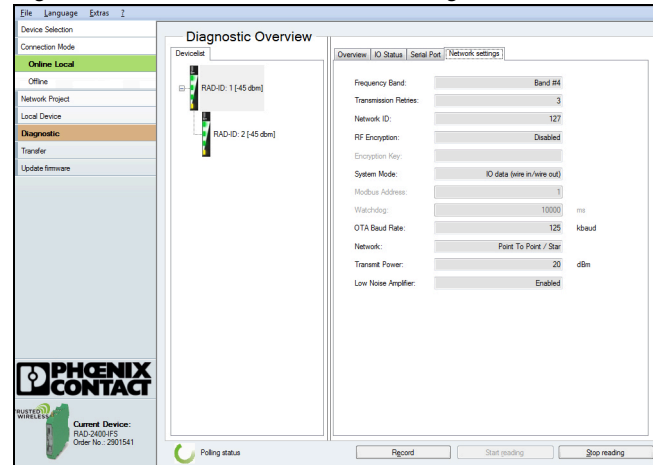 File Language Extras ?
Device Selection
Connection Mode
Online Local
Offline
Network Project
Local Device
Diagnostic
Transfer
Update firmware
PHŒNIX
CONTACT
RUSTED
WIRELESS
Current Device:
RAD-2400-IFS
Order No.: 2901541
Diagnostic Overview
Devicelist
RAD-ID: 1 [-45 dbm]
RAD-ID: 2 [-45 dbm]
Overview IO Status Serial Port Network settings
Frequency Band: Band #4
Transmission Retries: 3
Network ID: 127
RF Encryption: Disabled
Encryption Key:
System Mode: IO data (wire in/wire out)
Modbus Address: 1
Watchdog: 10000 ms
OTA Baud Rate: 125 kbaud
Network: Point To Point / Star
Transmit Power: 20 dBm
Low Noise Amplifier: Enabled
Polling status
Record Start reading Stop reading